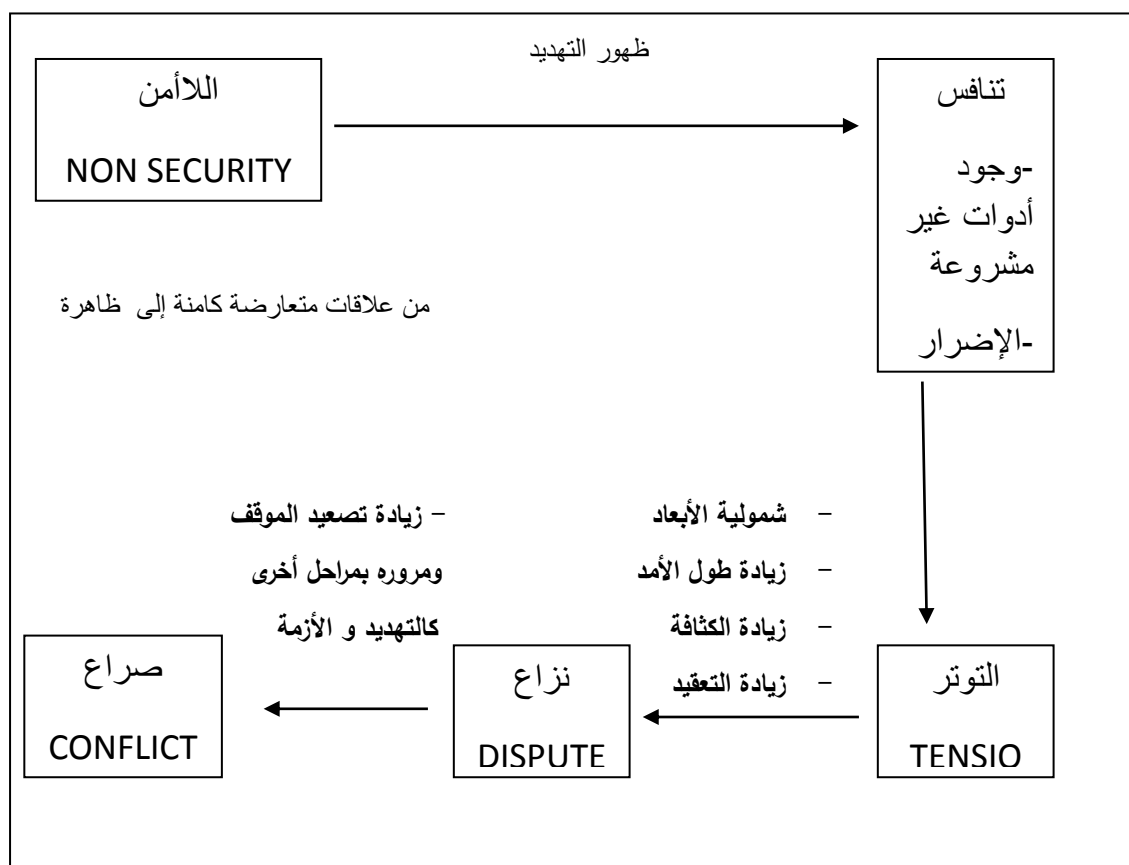 ظهور التهديد
اللاأمن
NON SECURITY
تنافس
-وجود
أدوات غير
مشروعة
-الإضرار
من علاقات متعارضة كامنة إلى ظاهرة
– شمولية الأبعاد
– زيادة طول الأمد
– زيادة الكثافة
– زيادة التعقيد
– زيادة تصعيد الموقف
ومروره بمراحل أخرى
كالتهديد و الأزمة
التوتر
TENSIO
نزاع
DISPUTE
صراع
CONFLICT